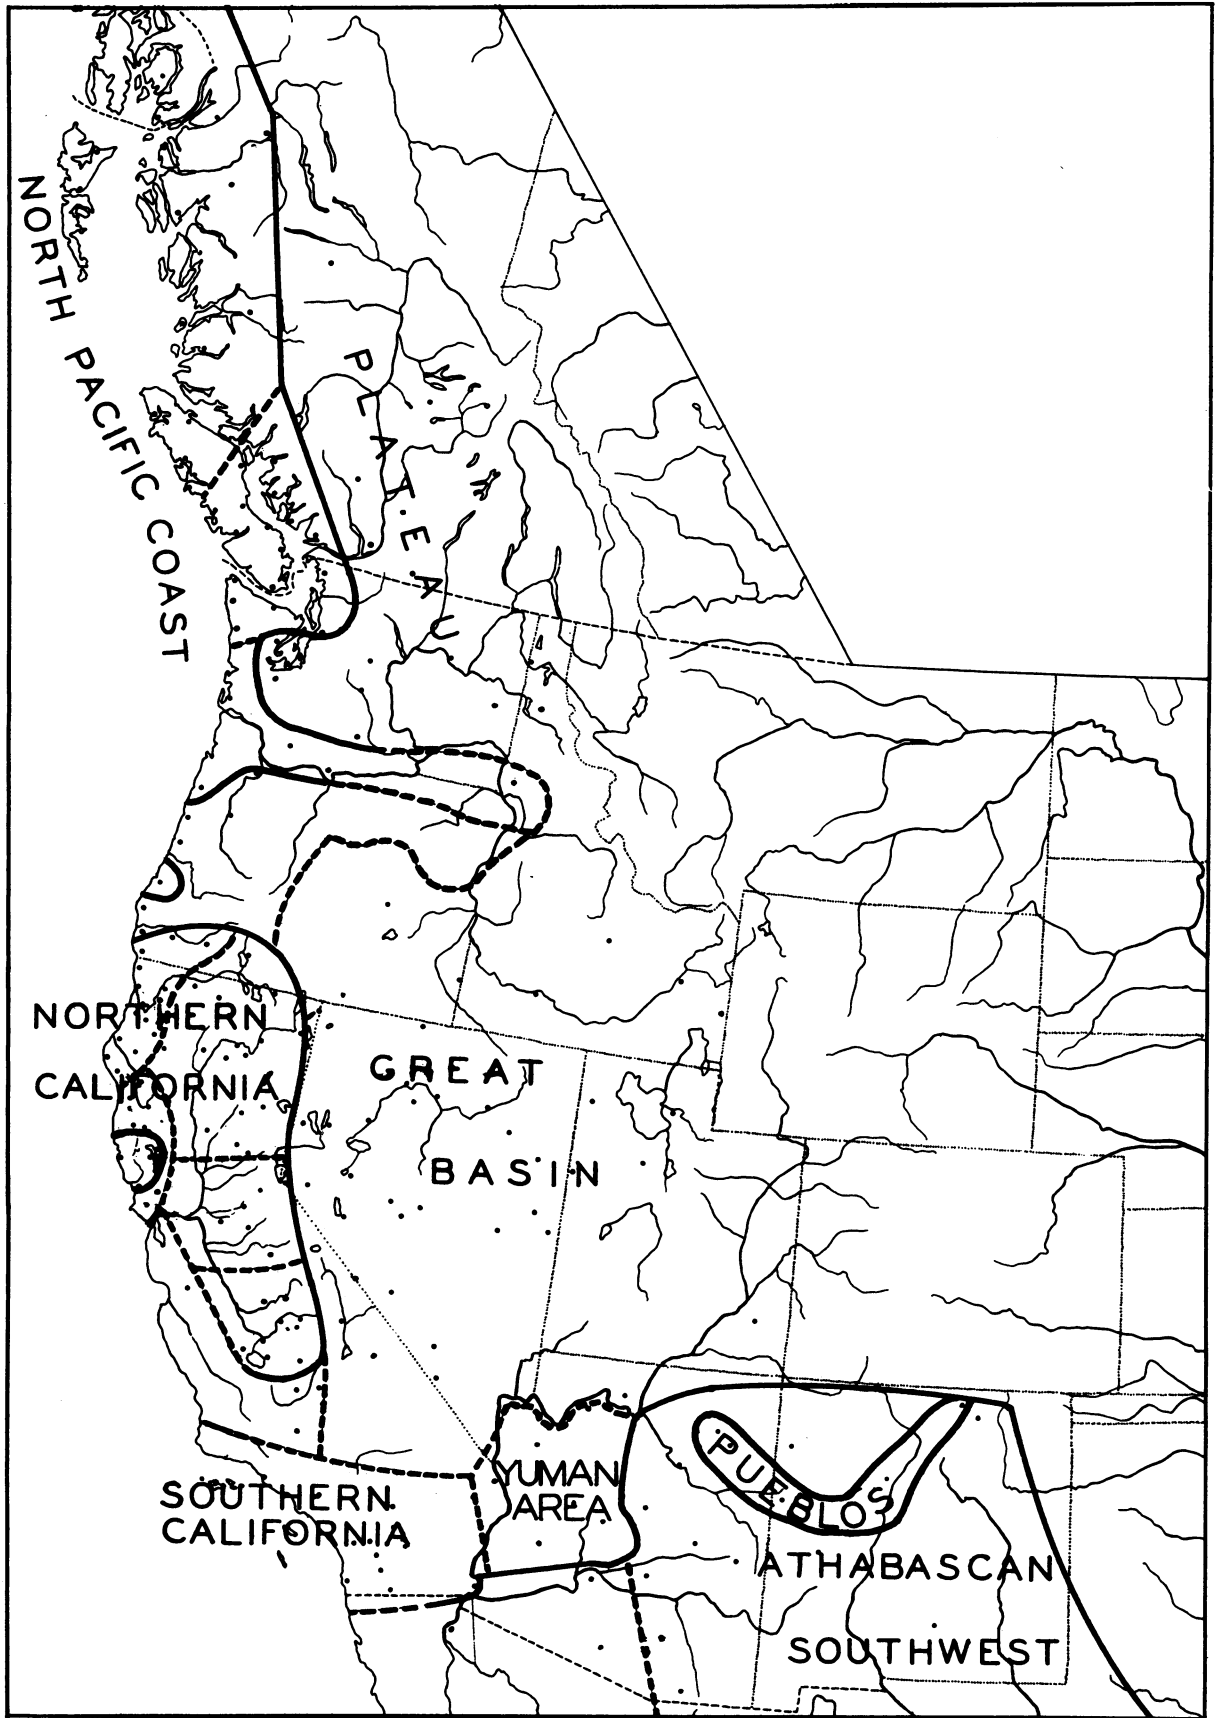 NORTH PACIFIC COAST
PLATEAU
NORTHERN
CALIFORNIA
GREAT
BASIN
YUMAN
AREA
PUEBLOS
SOUTHERN
CALIFORNIA
ATHABASCAN
SOUTHWEST